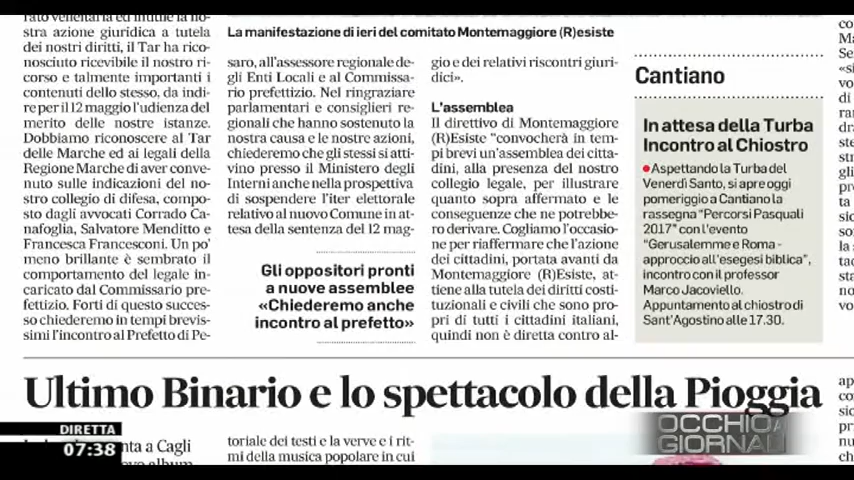 stra azione giuridica a tutela
dei nostri diritti, il Tar ha rico-
nosciuto ricevibile il nostro ri-
corso e talmente importanti i
contenuti dello stesso, da indi-
re per il 12 maggio l'udienza del
merito delle nostre istanze.
Dobbiamo riconoscere al Tar
delle Marche ed ai legali della
Regione Marche di aver conve-
nuto sulle indicazioni del no-
stro collegio di difesa, compo-
sto dagli avvocati Corrado Ca-
nafoglia, Salvatore Menditto e
Francesca Francesconi. Un po'
meno brillante è sembrato il
comportamento del legale in-
caricato dal Commissario pre-
fettizio. Forti di questo succes-
so chiederemo in tempi brevis-
simi l'incontro al Prefetto di Pe-
La manifestazione di ieri del comitato Montemaggiore (R)esiste
saro, all'assessore regionale de-
gli Enti Locali e al Commissa-
rio prefettizio. Nel ringraziare
parlamentari e consiglieri re-
gionali che hanno sostenuto la
nostra causa e le nostre azioni,
chiederemo che gli stessi si atti-
vino presso il Ministero degli
Interni anche nella prospettiva
di sospendere l'iter elettorale
relativo al nuovo Comune in at-
tesa della sentenza del 12 mag-
Gli oppositori pronti
a nuove assemblee
«Chiederemo anche
incontro al prefetto»
gio e dei relativi riscontri giuri-
dici».
L'assemblea
Il direttivo di Montemaggiore
(R)Esiste "convocherà in tem-
pi brevi un'assemblea dei citta-
dini, alla presenza del nostro
collegio legale, per illustrare
quanto sopra affermato e le
conseguenze che ne potrebbe-
ro derivare. Cogliamo l'occasio-
ne per riaffermare che l'azione
dei cittadini, portata avanti da
Montemaggiore (R)Esiste, at-
tiene alla tutela dei diritti costi-
tuzionali e civili che sono pro-
pri di tutti i cittadini italiani,
quindi non è diretta contro al-
Cantiano
In attesa della Turba
Incontro al Chiostro
Aspettando la Turba del
Venerdì Santo, si apre oggi
pomeriggio a Cantiano la
rassegna "Percorsi Pasquali
2017" con l'evento
"Gerusalemme e Roma -
approccio all'esegesi biblica",
incontro con il professor
Marco Jacoviello.
Appuntamento al chiostro di
Sant'Agostino alle 17.30.
Ultimo Binario e lo spettacolo della Pioggia
a Cagli
album
toriale dei testi e la verve e i rit-
mi della musica popolare in cui
DIRETTA
07:38
OCCHIO AI
GIORNALI